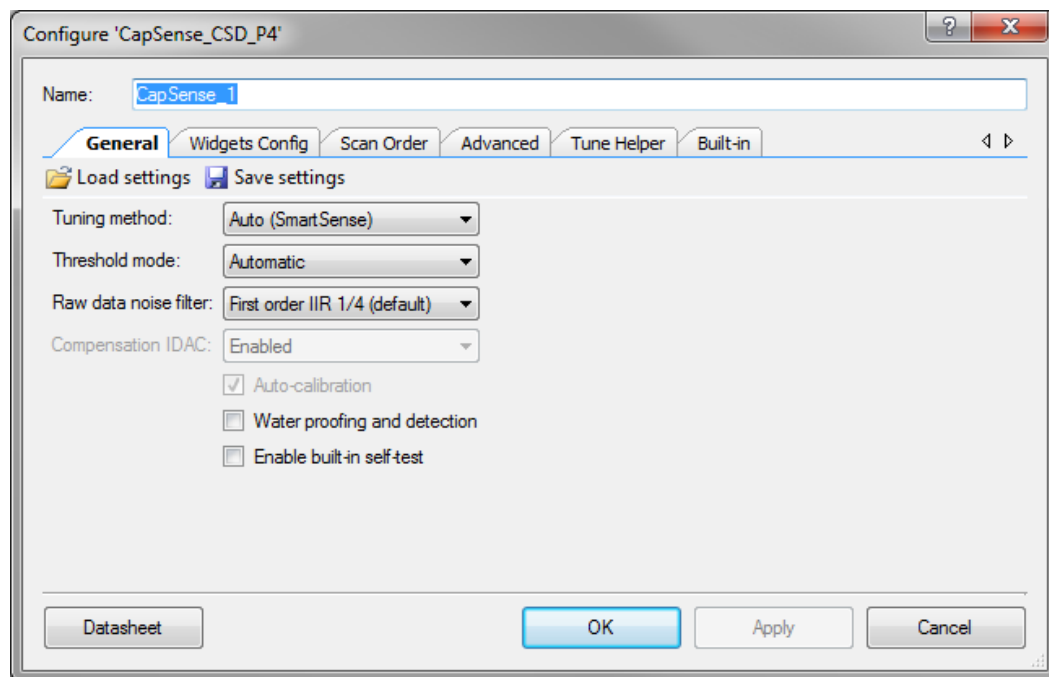 Configure 'CapSense_CSD_P4'
Name: CapSense_1
General Widgets Config Scan Order Advanced Tune Helper Built-in
Load settings Save settings
Tuning method: Auto (SmartSense)
Threshold mode: Automatic
Raw data noise filter: First order IIR 1/4 (default)
Compensation IDAC: Enabled
Auto-calibration
Water proofing and detection
Enable built-in self-test
Datasheet OK Apply Cancel